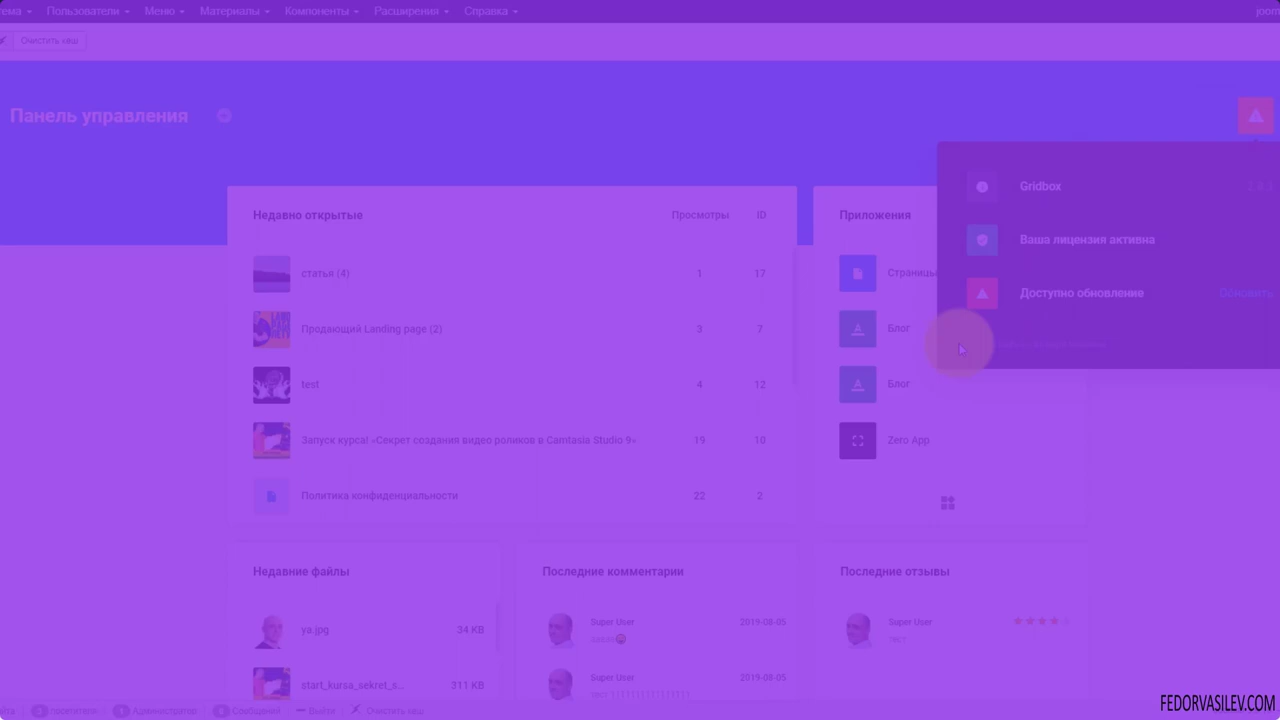 Пользователи Меню Материалы Компоненты Расширения Справка
Очистить кеш
Панель управления
Gridbox
Недавно открытые Просмотры ID
Приложения
Ваша лицензия активна
статья (4) 1 17
Страницы
Доступно обновление Обновить
Продающий Landing page (2) 3 7
Блог
test 4 12
Блог
Запуск курса! «Секрет создания видео роликов в Camtasia Studio 9» 19 10
Zero App
Политика конфиденциальности 22 2
Недавние файлы
Последние комментарии
Последние отзывы
ya.jpg 34 KB
Super User 2019-08-05
Super User
тест
start_kursa_sekret_s... 311 KB
Super User 2019-08-05
посетители Администратор Сообщений Выйти Очистить кеш
FEDORVASILEV.COM